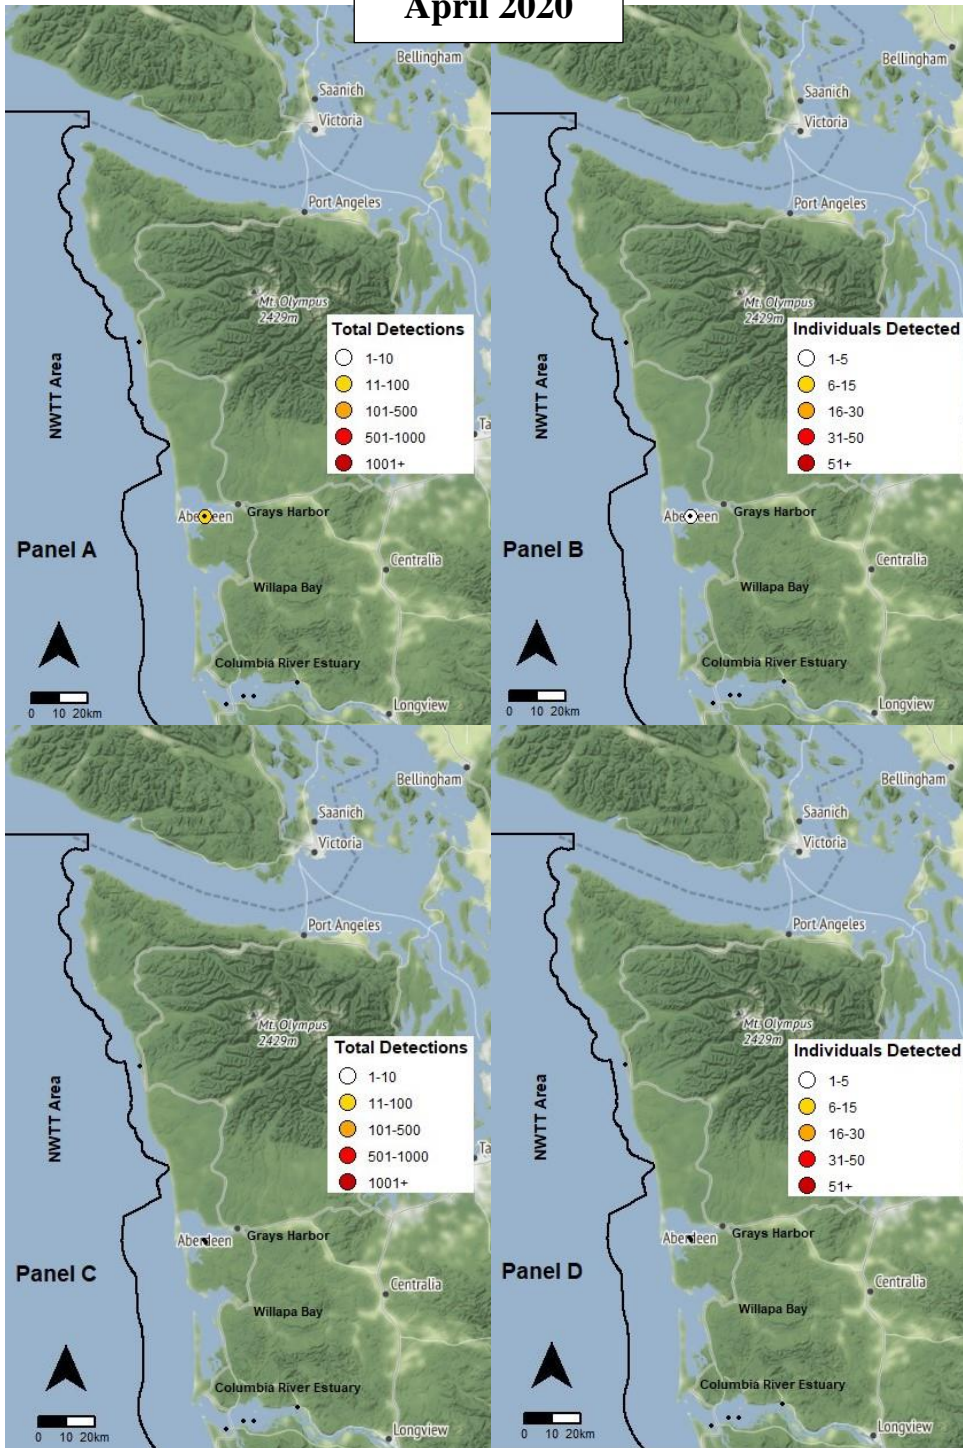 April 2020
Bellingham
Saanich
Victoria
Port Angeles
Mt. Olympus
2429m
Total Detections
1-10
11-100
101-500
501-1000
1001+
NWTT Area
Ta
Aberdeen
Grays Harbor
Panel A
Centralia
Willapa Bay
Columbia River Estuary
Longview
0 10 20km
Bellingham
Saanich
Victoria
Port Angeles
Mt. Olympus
2429m
Individuals Detected
1-5
6-15
16-30
31-50
51+
NWTT Area
Aberdeen
Grays Harbor
Panel B
Centralia
Willapa Bay
Columbia River Estuary
Longview
0 10 20km
Bellingham
Saanich
Victoria
Port Angeles
Mt. Olympus
2429m
Total Detections
1-10
11-100
101-500
501-1000
1001+
NWTT Area
Ta
Aberdeen
Grays Harbor
Panel C
Centralia
Willapa Bay
Columbia River Estuary
Longview
0 10 20km
Bellingham
Saanich
Victoria
Port Angeles
Mt. Olympus
2429m
Individuals Detected
1-5
6-15
16-30
31-50
51+
NWTT Area
Aberdeen
Grays Harbor
Panel D
Centralia
Willapa Bay
Columbia River Estuary
Longview
0 10 20km